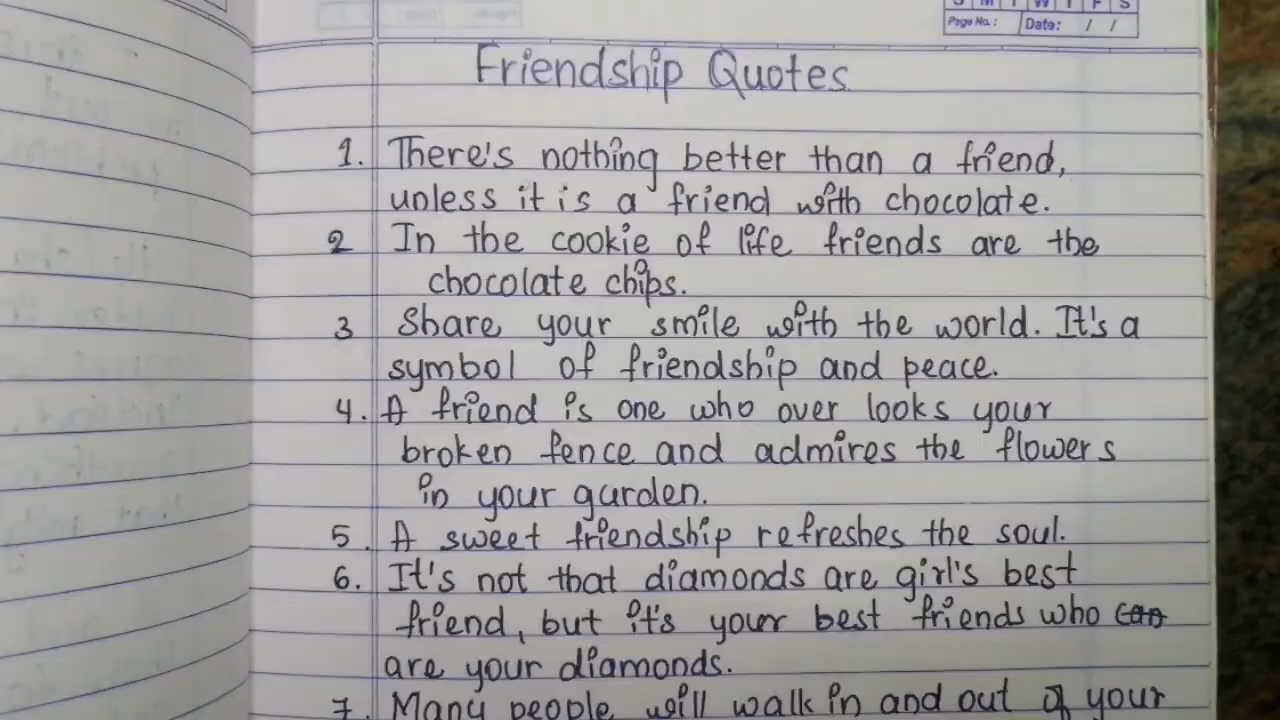 S M T W T F S
Page No.: Date: / /
Friendship Quotes
1. There's nothing better than a friend,
unless it is a friend with chocolate.
2 In the cookie of life friends are the
chocolate chips.
3 Share your smile with the world. It's a
symbol of friendship and peace.
4. A friend is one who over looks your
broken fence and admires the flowers
in your garden.
5. A sweet friendship refreshes the soul.
6. It's not that diamonds are girl's best
friend, but it's your best friends who can
are your diamonds.
7. Many people will walk in and out of your